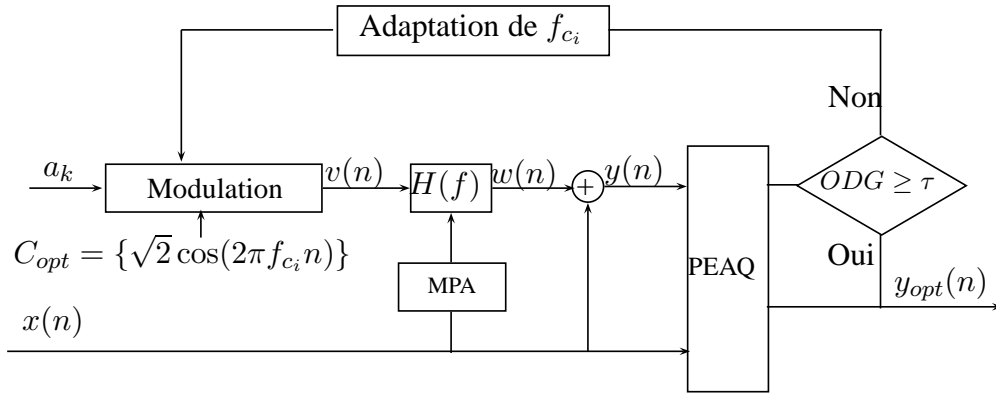 Adaptation de $f_{c_i}$
Non
$a_k$
Modulation
$v(n)$
$H(f)$
$w(n)$
+
$y(n)$
$ODG \geq \tau$
$C_{opt} = \{\sqrt{2}\cos(2\pi f_{c_i} n)\}$
MPA
PEAQ
Oui
$y_{opt}(n)$
$x(n)$